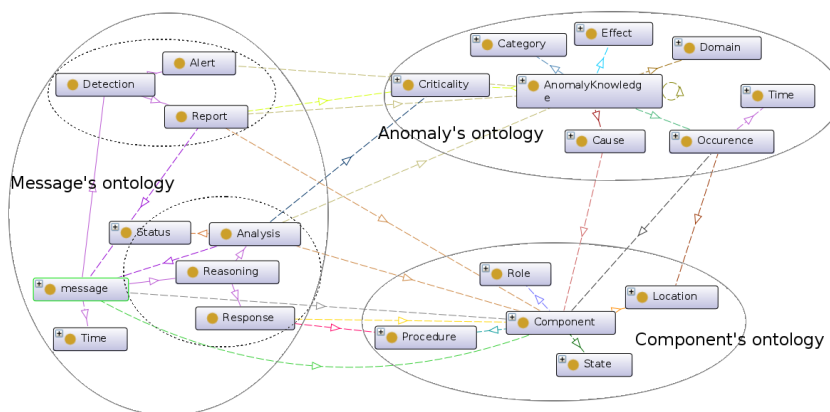 Effect
Category
Domain
Alert
Detection
Criticality
AnomalyKnowledg
e
Time
Report
Anomaly's ontology
Cause
Occurence
Message's ontology
Status
Analysis
Reasoning
Role
message
Location
Response
Component
Time
Procedure
Component's ontology
State